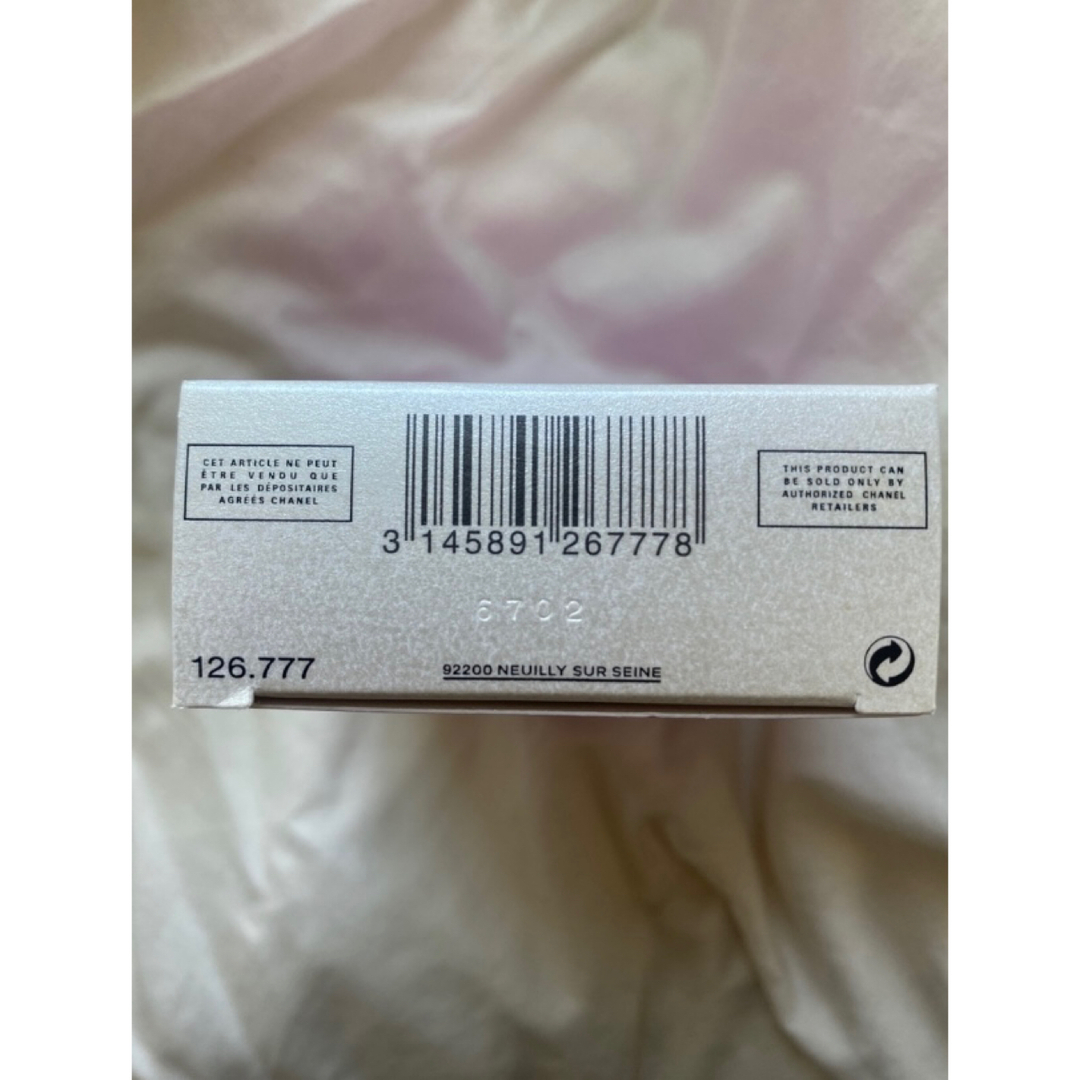 CET ARTICLE NE PEUT
ÊTRE VENDU QUE
PAR LES DÉPOSITAIRES
AGRÉÉS CHANEL
3 145891 267778
THIS PRODUCT CAN
BE SOLD ONLY BY
AUTHORIZED CHANEL
RETAILERS
6702
126.777
92200 NEUILLY SUR SEINE